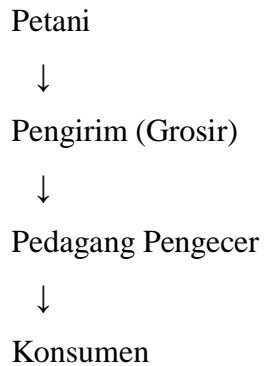 Petani
↓
Pengirim (Grosir)
↓
Pedagang Pengecer
↓
Konsumen